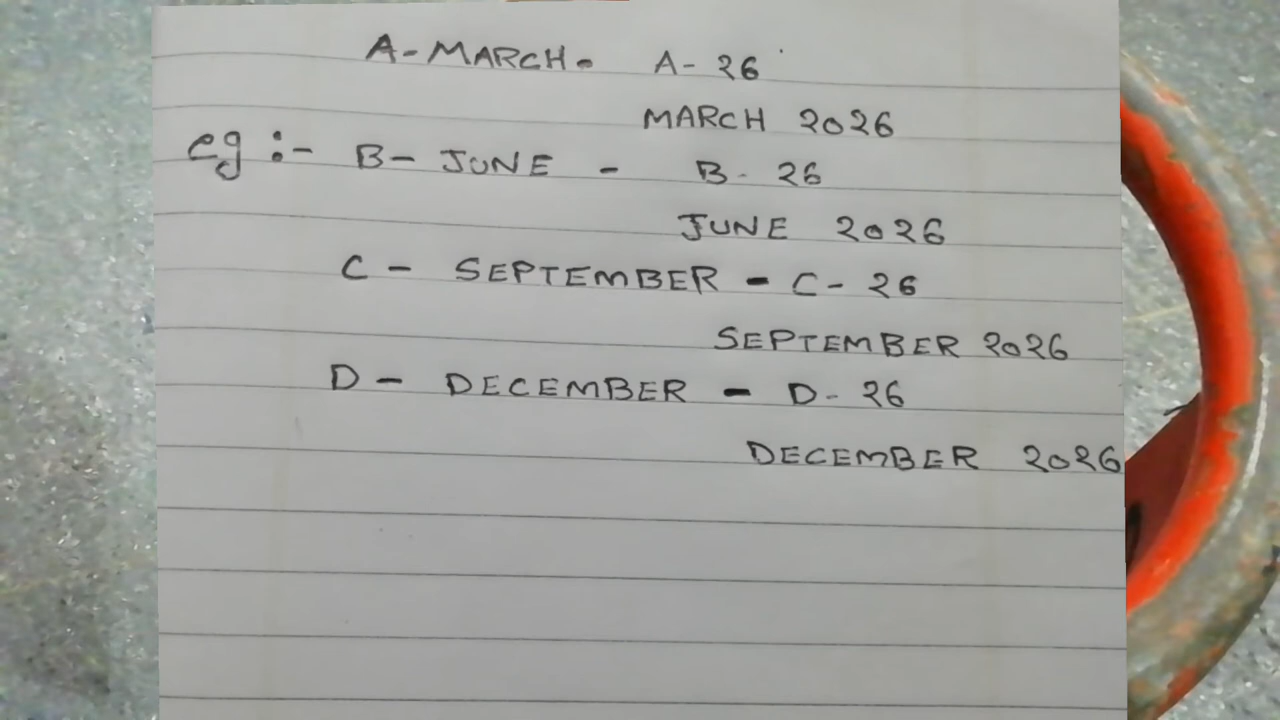 A-MARCH- A- 26
MARCH 2026
eg :- B- JUNE - B- 26
JUNE 2026
C - SEPTEMBER - C- 26
SEPTEMBER 2026
D - DECEMBER - D- 26
DECEMBER 2026